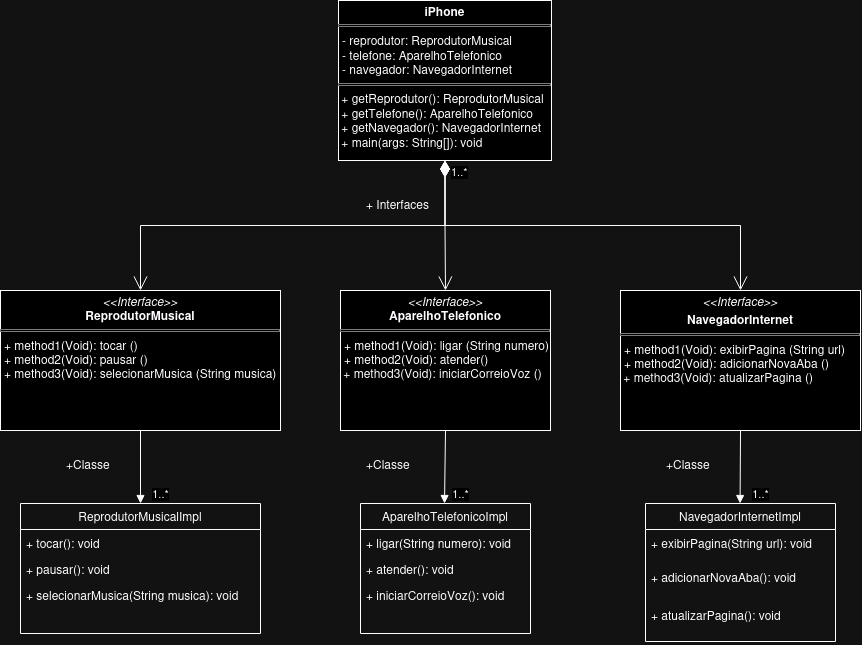 iPhone
- reprodutor: ReprodutorMusical
- telefone: AparelhoTelefonico
- navegador: NavegadorInternet
+ getReprodutor(): ReprodutorMusical
+ getTelefone(): AparelhoTelefonico
+ getNavegador(): NavegadorInternet
+ main(args: String[]): void
1..*
+ Interfaces
<<Interface>>
ReprodutorMusical
+ method1(Void): tocar ()
+ method2(Void): pausar ()
+ method3(Void): selecionarMusica (String musica)
<<Interface>>
AparelhoTelefonico
+ method1(Void): ligar (String numero)
+ method2(Void): atender()
+ method3(Void): iniciarCorreioVoz ()
<<Interface>>
NavegadorInternet
+ method1(Void): exibirPagina (String url)
+ method2(Void): adicionarNovaAba ()
+ method3(Void): atualizarPagina ()
+Classe
1..*
+Classe
1..*
+Classe
1..*
ReprodutorMusicalImpl
+ tocar(): void
+ pausar(): void
+ selecionarMusica(String musica): void
AparelhoTelefonicoImpl
+ ligar(String numero): void
+ atender(): void
+ iniciarCorreioVoz(): void
NavegadorInternetImpl
+ exibirPagina(String url): void
+ adicionarNovaAba(): void
+ atualizarPagina(): void